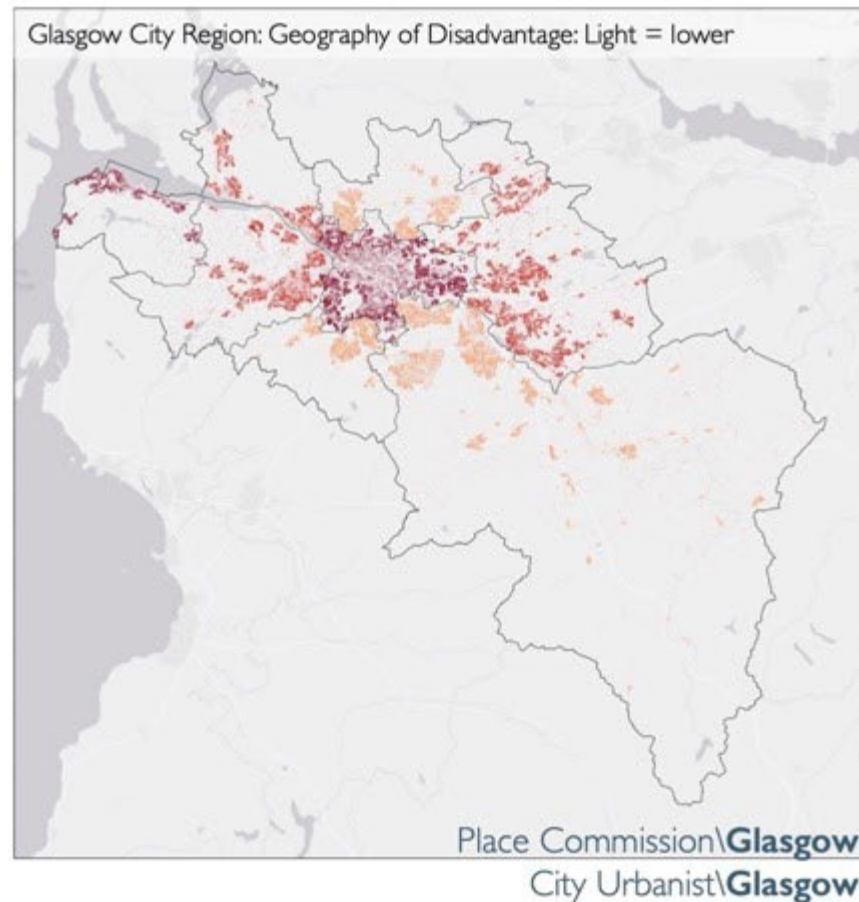 Glasgow City Region: Geography of Disadvantage: Light = lower
Place Commission\Glasgow
City Urbanist\Glasgow